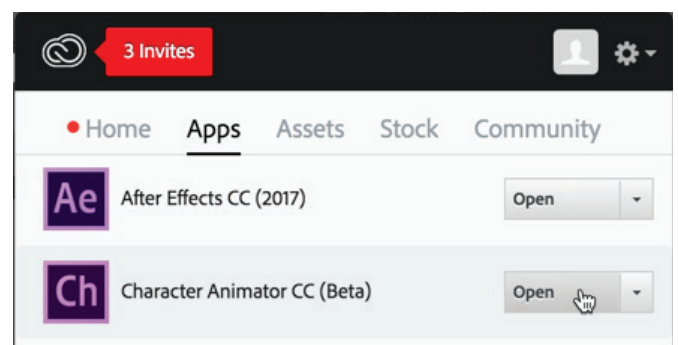 3 Invites
Home Apps Assets Stock Community
Ae After Effects CC (2017) Open
Ch Character Animator CC (Beta) Open